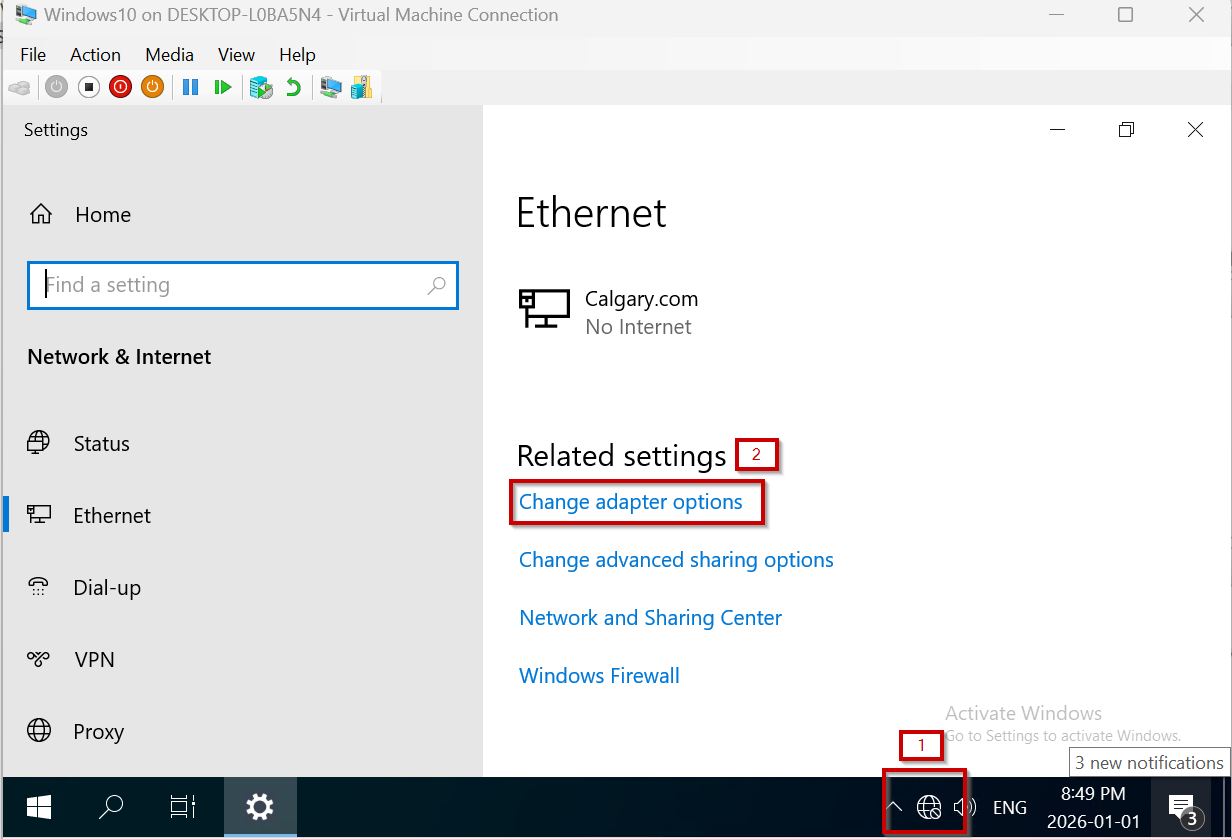 Windows10 on DESKTOP-L0BA5N4 - Virtual Machine Connection
File Action Media View Help
Settings
Home
Find a setting
Network & Internet
Status
Ethernet
Dial-up
VPN
Proxy
Ethernet
Calgary.com
No Internet
Related settings 2
Change adapter options
Change advanced sharing options
Network and Sharing Center
Windows Firewall
Activate Windows
Go to Settings to activate Windows.
1
3 new notifications
ENG
8:49 PM
2026-01-01
3